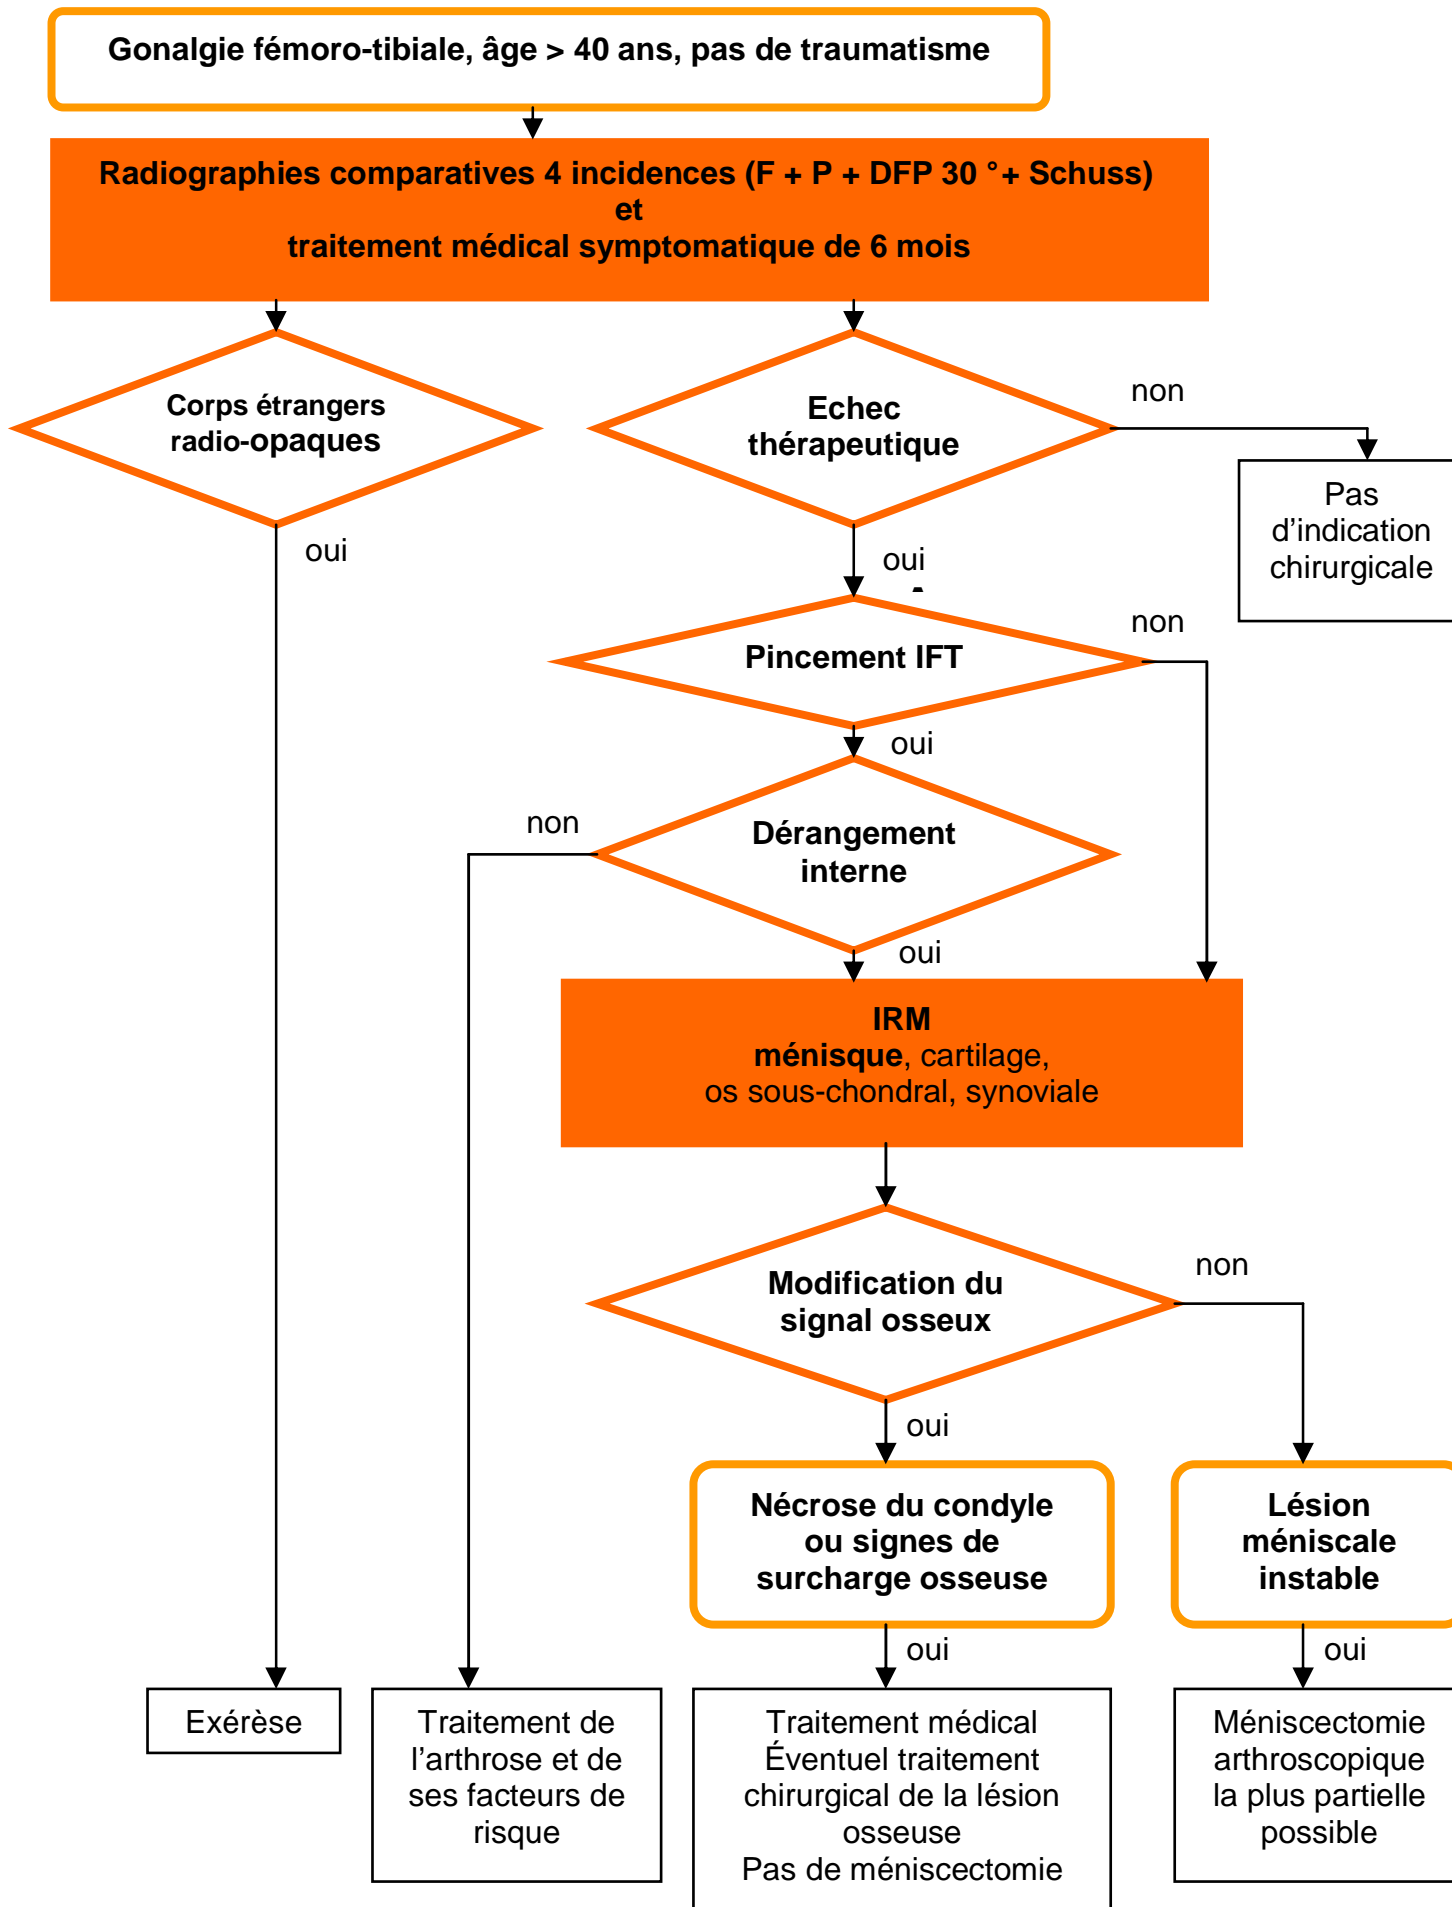 Gonalgie fémoro-tibiale, âge > 40 ans, pas de traumatisme
Radiographies comparatives 4 incidences (F + P + DFP 30 ° + Schuss)
et
traitement médical symptomatique de 6 mois
Corps étrangers
radio-opaques
Echec
thérapeutique
non
Pas
d'indication
chirurgicale
oui
oui
Pincement IFT
non
oui
Dérangement
interne
non
oui
IRM
ménisque, cartilage,
os sous-chondral, synoviale
Modification du
signal osseux
non
oui
Nécrose du condyle
ou signes de
surcharge osseuse
Lésion
méniscale
instable
oui
oui
Exérèse
Traitement de
l'arthrose et de
ses facteurs de
risque
Traitement médical
Éventuel traitement
chirurgical de la lésion
osseuse
Pas de méniscectomie
Méniscectomie
arthroscopique
la plus partielle
possible